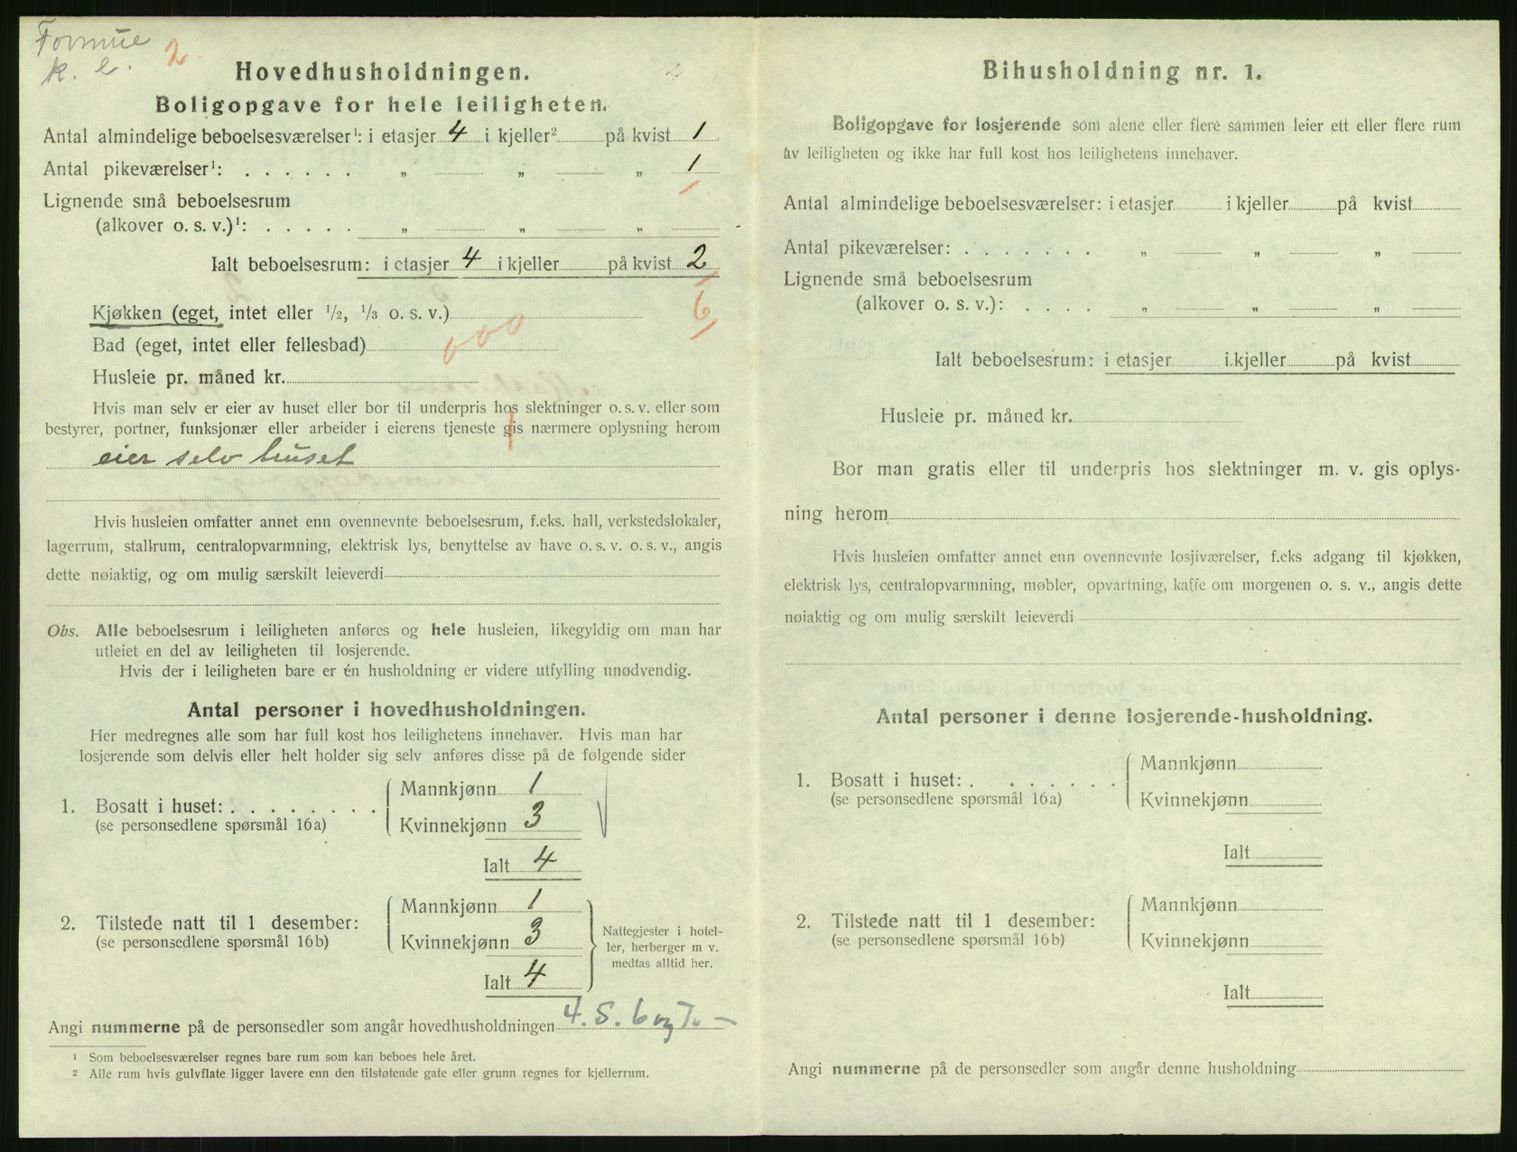 Formue
k. l. 2
Hovedhusholdningen.
Boligopgave for hele leiligheten.
Antal almindelige beboelsesværelser¹: i etasjer 4 i kjeller² på kvist 1
Antal pikeværelser¹: . . . . . . „ „ „ 1
Lignende små beboelsesrum
(alkover o. s. v.)¹: . . . . . „ „ „
Ialt beboelsesrum: i etasjer 4 i kjeller på kvist 2
Kjøkken (eget, intet eller 1/2, 1/3 o. s. v.) 6
Bad (eget, intet eller fellesbad) 000
Husleie pr. måned kr.
Hvis man selv er eier av huset eller bor til underpris hos slektninger o. s. v. eller som
bestyrer, portner, funksjonær eller arbeider i eierens tjeneste gis nærmere oplysning herom
eier selv huset
Hvis husleien omfatter annet enn ovennevnte beboelsesrum, f.eks. hall, verkstedslokaler,
lagerrum, stallrum, centralopvarmning, elektrisk lys, benyttelse av have o. s. v. o. s. v., angis
dette nøiaktig, og om mulig særskilt leieverdi
Obs. Alle beboelsesrum i leiligheten anføres og hele husleien, likegyldig om man har
utleiet en del av leiligheten til losjerende.
Hvis der i leiligheten bare er én husholdning er videre utfylling unødvendig.
Antal personer i hovedhusholdningen.
Her medregnes alle som har full kost hos leilighetens innehaver. Hvis man har
losjerende som delvis eller helt holder sig selv anføres disse på de følgende sider
1. Bosatt i huset: . . . . . . . .
(se personsedlene spørsmål 16a)
Mannkjønn 1
Kvinnekjønn 3
Ialt 4
2. Tilstede natt til 1 desember:
(se personsedlene spørsmål 16b)
Mannkjønn 1
Kvinnekjønn 3
Ialt 4
Nattegjester i hotel-
ler, herberger m v.
medtas alltid her.
Angi nummerne på de personsedler som angår hovedhusholdningen 4. 5. 6 og 7. –
¹ Som beboelsesværelser regnes bare rum som kan beboes hele året.
² Alle rum hvis gulvflate ligger lavere enn den tilstøtende gate eller grunn regnes for kjellerrum.
Bihusholdning nr. 1.
Boligopgave for losjerende som alene eller flere sammen leier ett eller flere rum
av leiligheten og ikke har full kost hos leilighetens innehaver.
Antal almindelige beboelsesværelser: i etasjer i kjeller på kvist
Antal pikeværelser: . . . . . . . „ „ „
Lignende små beboelsesrum
(alkover o. s. v.): . . . . „ „ „
Ialt beboelsesrum: i etasjer i.kjeller på kvist
Husleie pr. måned kr.
Bor man gratis eller til underpris hos slektninger m. v. gis oplys-
ning herom
Hvis husleien omfatter annet enn ovennevnte losjiværelser, f.eks adgang til kjøkken,
elektrisk lys, centralopvarmning, møbler, opvartning, kaffe om morgenen o. s. v., angis dette
nøiaktig og om mulig særskilt leieverdi
Antal personer i denne losjerende-husholdning.
1. Bosatt i huset: . . . . . . .
(se personsedlene spørsmål 16a)
Mannkjønn
Kvinnekjønn
Ialt
2. Tilstede natt til 1 desember:
(se personsedlene spørsmål 16b)
Mannkjønn
Kvinnekjønn
Ialt
Angi nummerne på de personsedler som angår denne husholdning